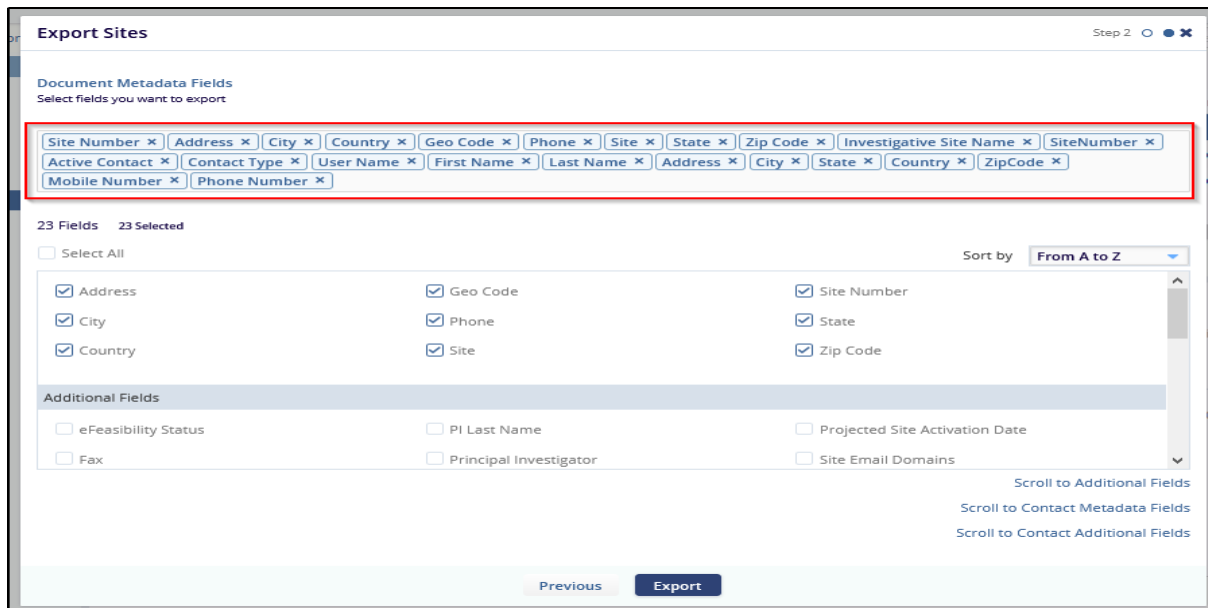 Export Sites
Step 2
Document Metadata Fields
Select fields you want to export
Site Number × Address × City × Country × Geo Code × Phone × Site × State × Zip Code × Investigative Site Name × SiteNumber ×
Active Contact × Contact Type × User Name × First Name × Last Name × Address × City × State × Country × ZipCode ×
Mobile Number × Phone Number ×
23 Fields 23 Selected
Select All
Sort by From A to Z
Address Geo Code Site Number
City Phone State
Country Site Zip Code
Additional Fields
eFeasibility Status PI Last Name Projected Site Activation Date
Fax Principal Investigator Site Email Domains
Scroll to Additional Fields
Scroll to Contact Metadata Fields
Scroll to Contact Additional Fields
Previous Export